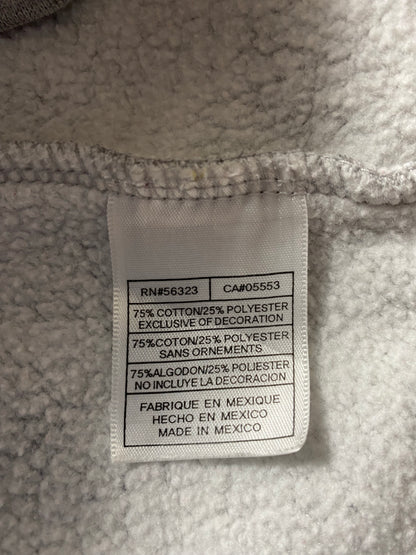 RN#56323 CA#05553
75% COTTON/25% POLYESTER
EXCLUSIVE OF DECORATION
75%COTON/25% POLYESTER
SANS ORNEMENTS
75%ALGODON/25% POLIESTER
NO INCLUYE LA DECORACION
FABRIQUE EN MEXIQUE
HECHO EN MEXICO
MADE IN MEXICO